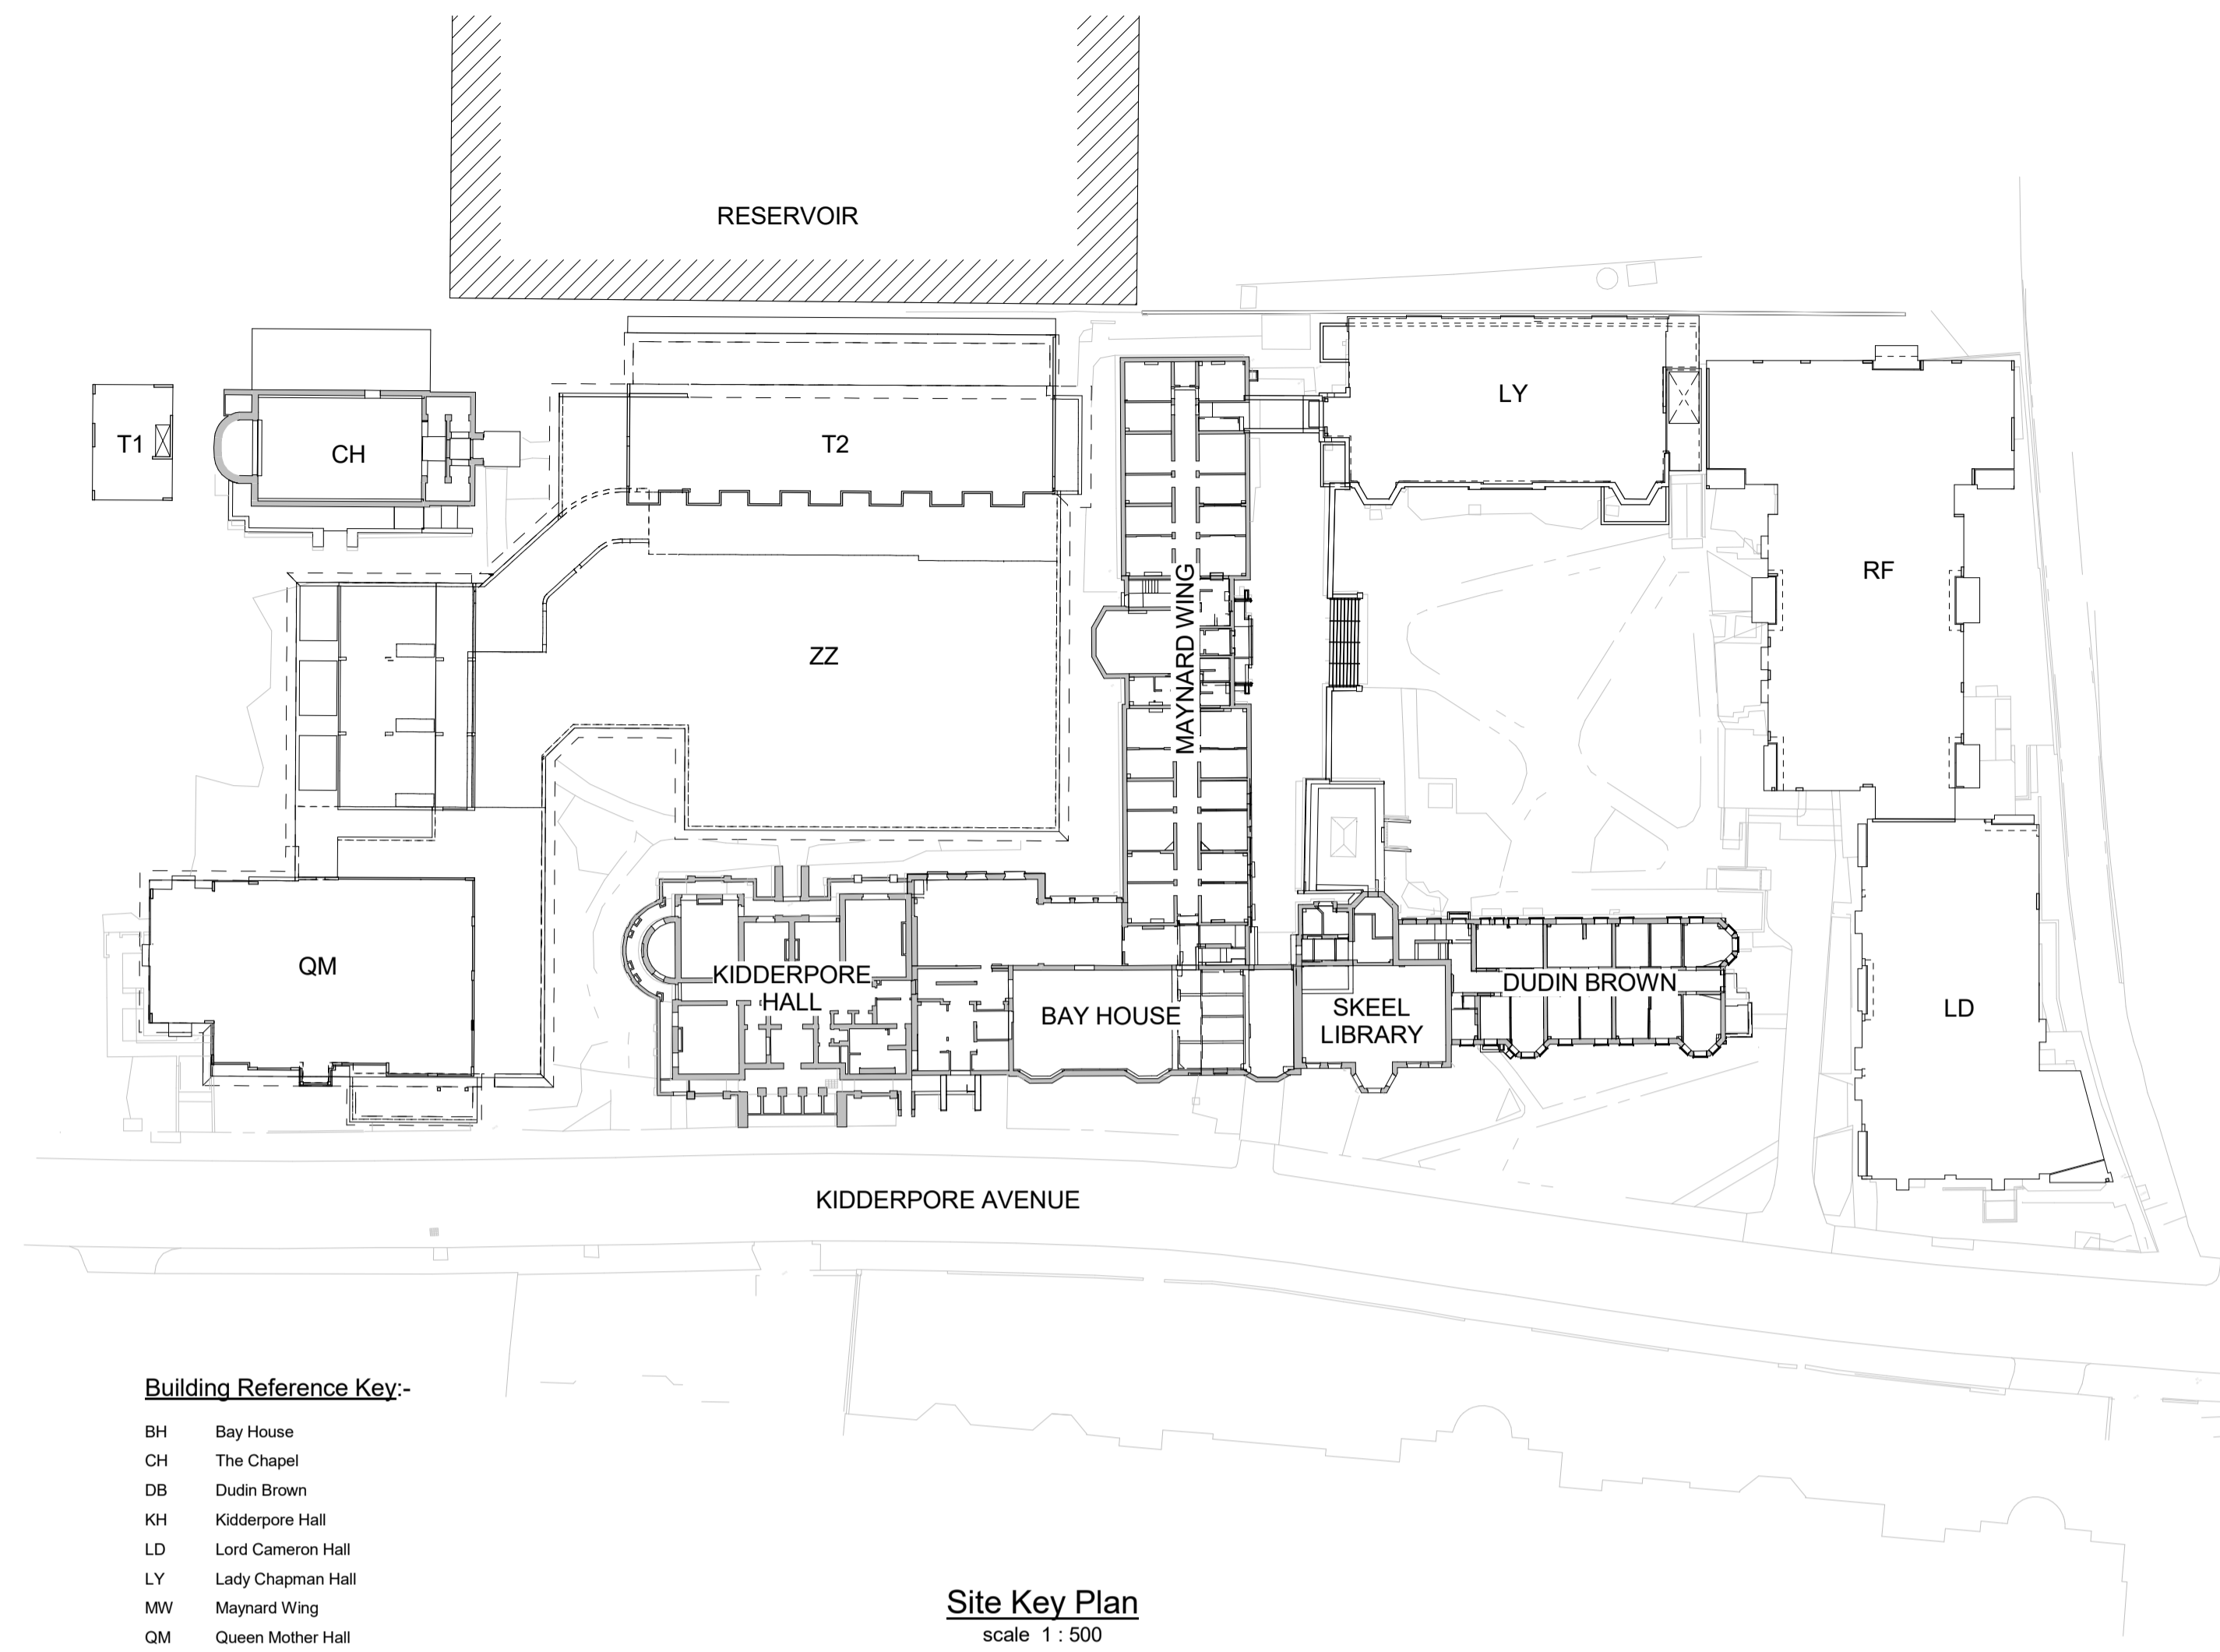 RESERVOIR
LY
T1
CH
T2
RF
MAYNARD WING
ZZ
QM
KIDDERPORE
HALL
BAY HOUSE
SKEEL
LIBRARY
DUDIN BROWN
LD
KIDDERPORE AVENUE
Building Reference Key:-
BH Bay House
CH The Chapel
DB Dudin Brown
KH Kidderpore Hall
LD Lord Cameron Hall
LY Lady Chapman Hall
MW Maynard Wing
QM Queen Mother Hall
Site Key Plan
scale 1 : 500